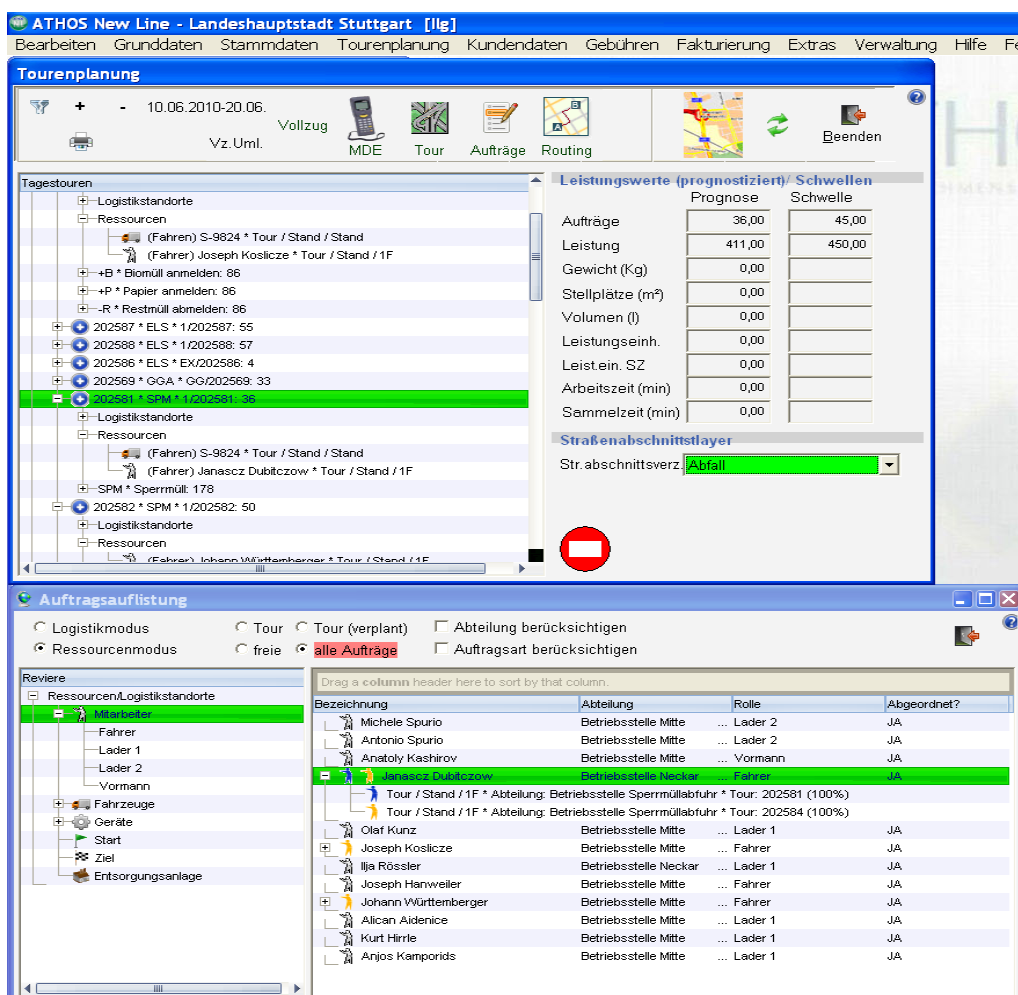 ATHOS New Line - Landeshauptstadt Stuttgart [llg]
Bearbeiten Grunddaten Stammdaten Tourenplanung Kundendaten Gebühren Fakturierung Extras Verwaltung Hilfe Fe
Tourenplanung
+ - 10.06.2010-20.06.
Vz.Uml.
Vollzug
MDE Tour Aufträge Routing
Beenden
Tagestouren
Logistikstandorte
Ressourcen
(Fahren) S-9824 * Tour / Stand / Stand
(Fahrer) Joseph Koslicze * Tour / Stand / 1F
+B * Biomüll anmelden: 86
+P * Papier anmelden: 86
-R * Restmüll abmelden: 86
202587 * ELS * 1/202587: 55
202588 * ELS * 1/202588: 57
202586 * ELS * EX/202586: 4
202569 * GGA * GG/202569: 33
202581 * SPM * 1/202581: 36
Logistikstandorte
Ressourcen
(Fahren) S-9824 * Tour / Stand / Stand
(Fahrer) Janascz Dubitczow * Tour / Stand / 1F
SPM * Sperrmüll: 178
202582 * SPM * 1/202582: 50
Logistikstandorte
Ressourcen
(Fahrer) Johann Württemberger * Tour / Stand / 1F
Leistungswerte (prognostiziert)/ Schwellen
Prognose Schwelle
Aufträge 36,00 45,00
Leistung 411,00 450,00
Gewicht (Kg) 0,00
Stellplätze (m²) 0,00
Volumen (l) 0,00
Leistungseinh. 0,00
Leist.ein. SZ 0,00
Arbeitszeit (min) 0,00
Sammelzeit (min) 0,00
Straßenabschnittstlayer
Str.abschnittsverz. Abfall
Auftragsauflistung
Logistikmodus Tour Tour (verplant) Abteilung berücksichtigen
Ressourcenmodus freie alle Aufträge Auftragsart berücksichtigen
Reviere
Ressourcen/Logistikstandorte
Mitarbeiter
Fahrer
Lader 1
Lader 2
Vormann
Fahrzeuge
Geräte
Start
Ziel
Entsorgungsanlage
Drag a column header here to sort by that column.
Bezeichnung Abteilung Rolle Abgeordnet?
Michele Spurio Betriebsstelle Mitte ... Lader 2 JA
Antonio Spurio Betriebsstelle Mitte ... Lader 2 JA
Anatoly Kashirov Betriebsstelle Mitte ... Vormann JA
Janascz Dubitczow Betriebsstelle Neckar ... Fahrer JA
Tour / Stand / 1F * Abteilung: Betriebsstelle Sperrmüllabfuhr * Tour: 202581 (100%)
Tour / Stand / 1F * Abteilung: Betriebsstelle Sperrmüllabfuhr * Tour: 202584 (100%)
Olaf Kunz Betriebsstelle Mitte ... Lader 1 JA
Joseph Koslicze Betriebsstelle Mitte ... Fahrer JA
Ilja Rössler Betriebsstelle Neckar ... Lader 1 JA
Joseph Hanweiler Betriebsstelle Mitte ... Fahrer JA
Johann Württemberger Betriebsstelle Mitte ... Fahrer JA
Alican Aidenice Betriebsstelle Mitte ... Lader 1 JA
Kurt Hirrle Betriebsstelle Mitte ... Lader 1 JA
Anjos Kamporids Betriebsstelle Mitte ... Lader 1 JA